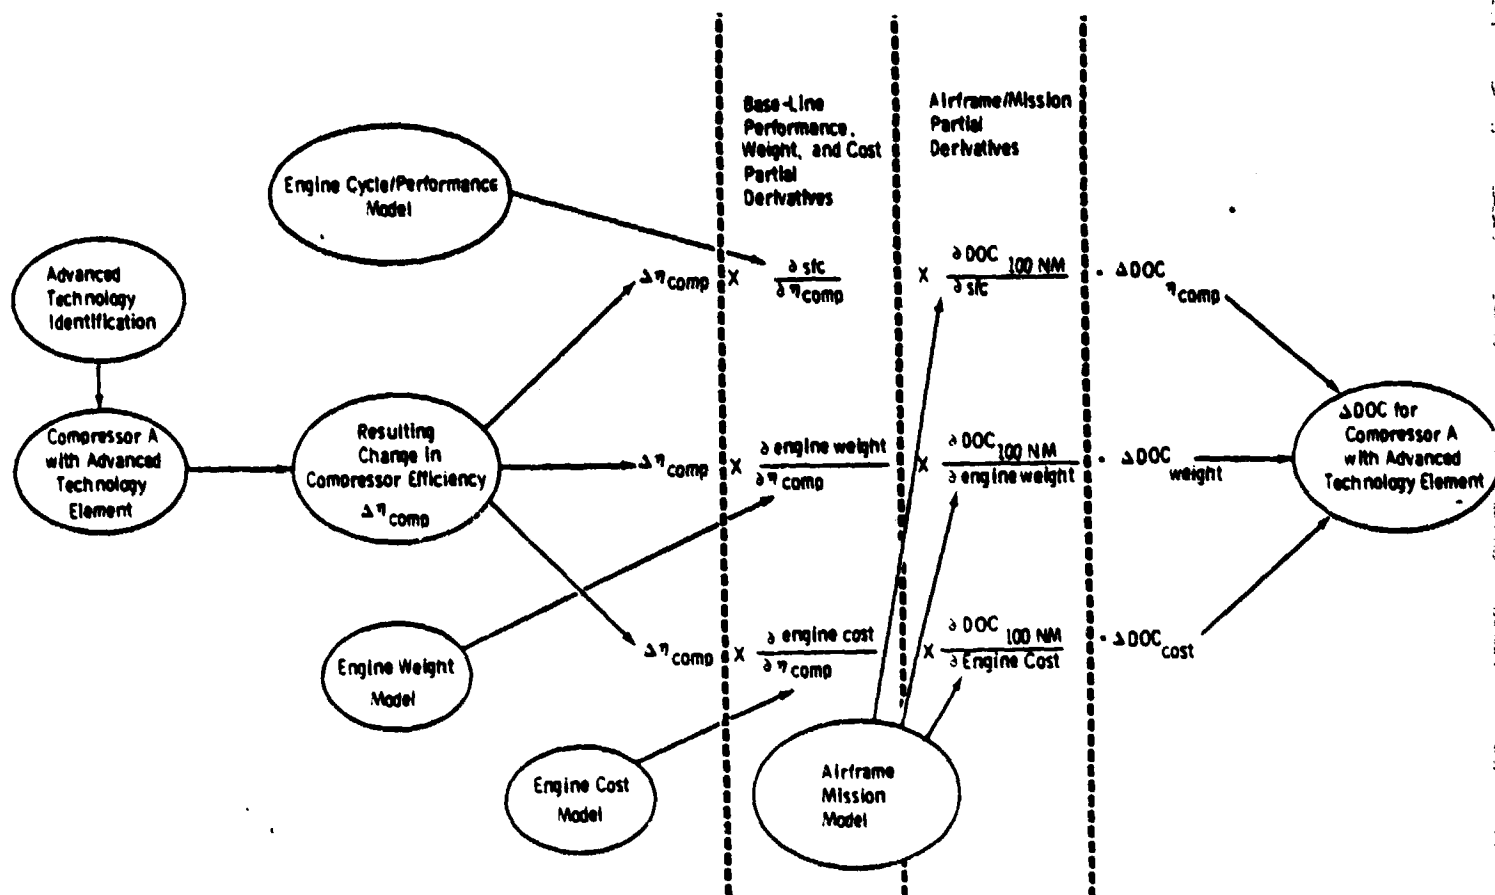 Base-Line
Performance,
Weight, and Cost
Partial
Derivatives
Airframe/Mission
Partial
Derivatives
Engine Cycle/Performance
Model
Advanced
Technology
Identification
Δη comp X ∂ sfc / ∂ η comp X ∂ DOC 100 NM / ∂ sfc · ΔDOC η comp
Compressor A
with Advanced
Technology
Element
Resulting
Change in
Compressor Efficiency
Δη comp
Δη comp X ∂ engine weight / ∂ η comp X ∂ DOC 100 NM / ∂ engine weight · ΔDOC weight
ΔDOC for
Compressor A
with Advanced
Technology Element
Δη comp X ∂ engine cost / ∂ η comp X ∂ DOC 100 NM / ∂ Engine Cost · ΔDOC cost
Engine Weight
Model
Engine Cost
Model
Airframe
Mission
Model